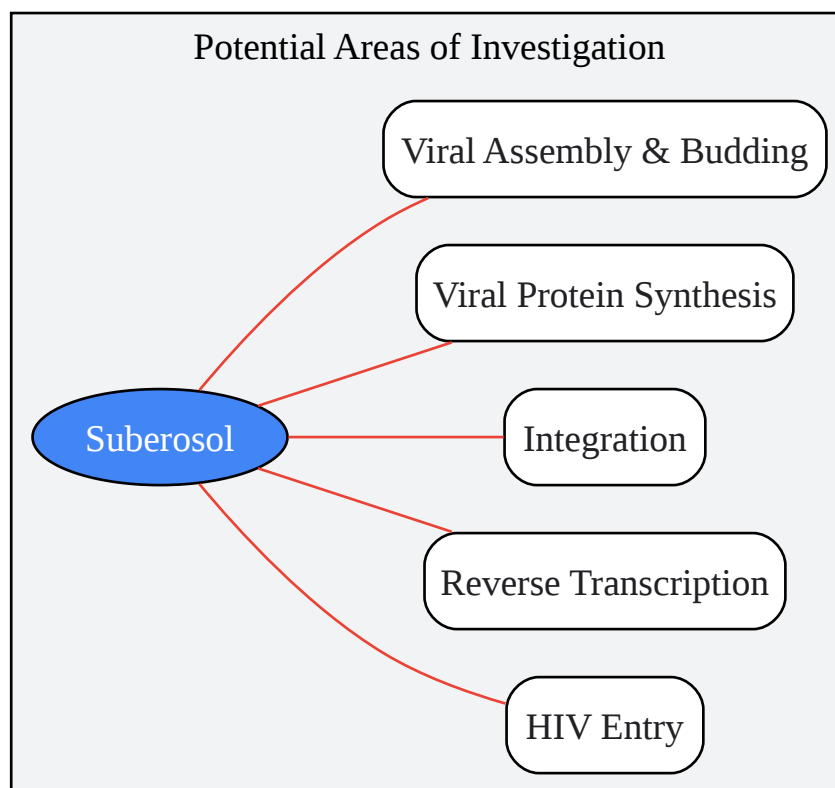 Potential Areas of Investigation
Viral Assembly & Budding
Viral Protein Synthesis
Suberosol
Integration
Reverse Transcription
HIV Entry